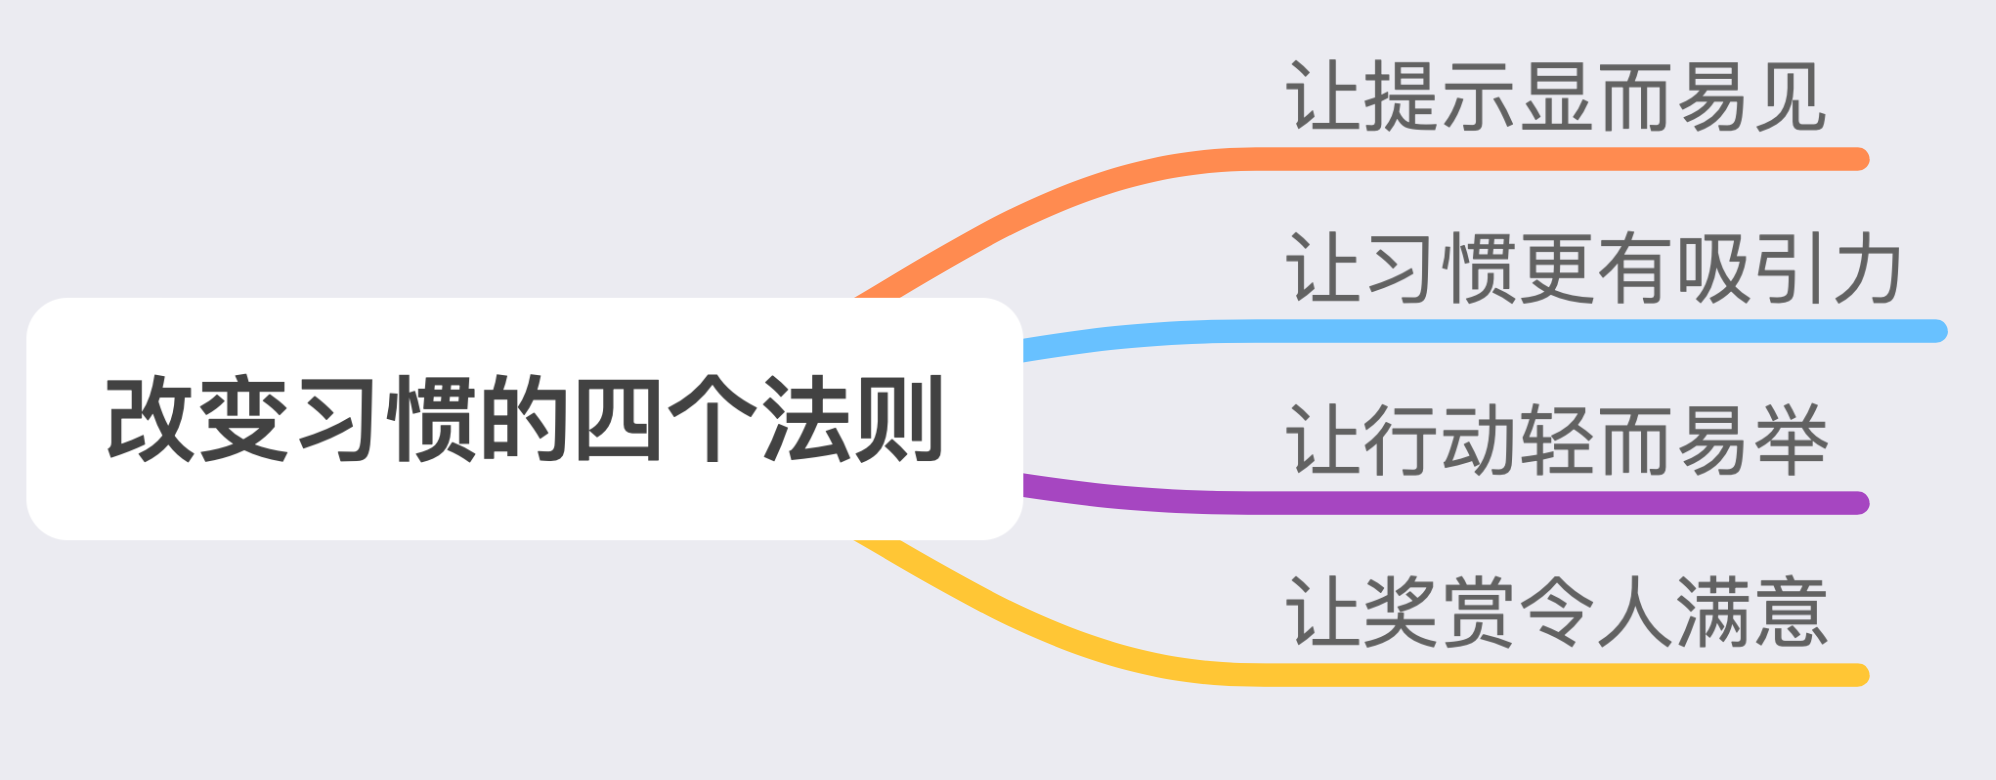 改变习惯的四个法则
让提示显而易见
让习惯更有吸引力
让行动轻而易举
让奖赏令人满意